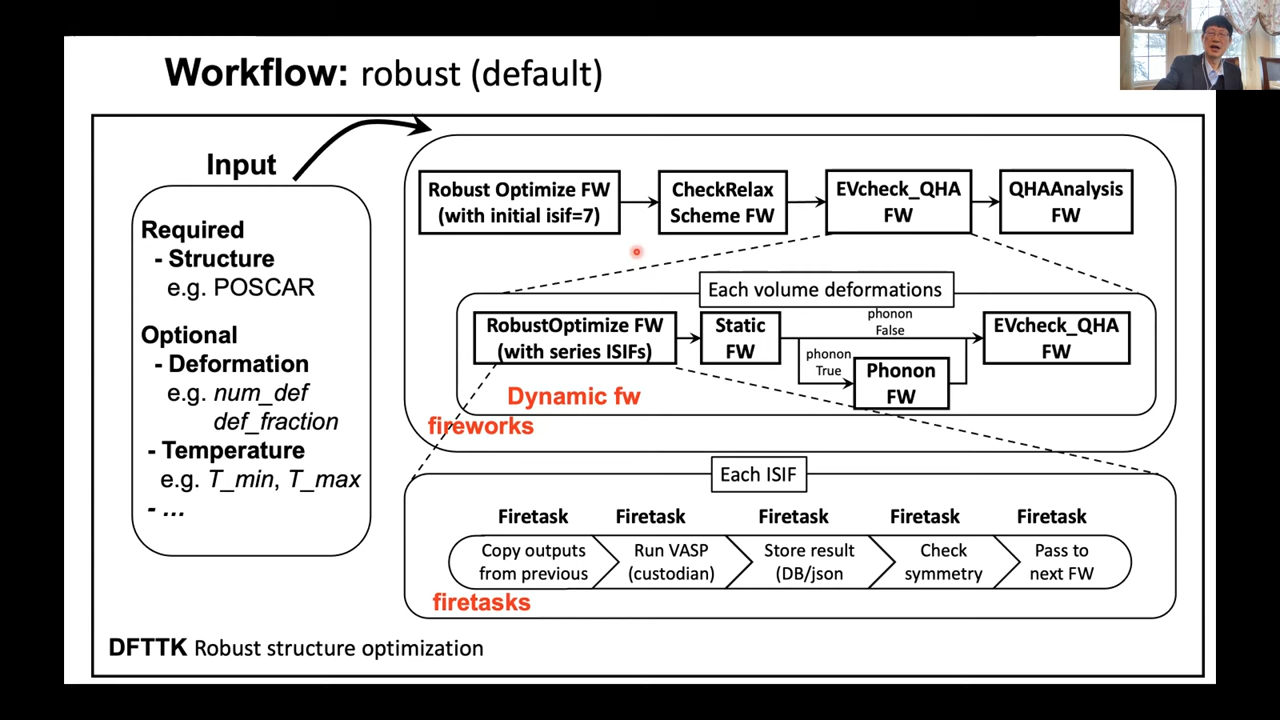 Workflow: robust (default)
Input
Required
- Structure
e.g. POSCAR
Optional
- Deformation
e.g. num_def
def_fraction
- Temperature
e.g. T_min, T_max
- ...
Robust Optimize FW
(with initial isif=7)
CheckRelax
Scheme FW
EVcheck_QHA
FW
QHAAnalysis
FW
Each volume deformations
RobustOptimize FW
(with series ISIFs)
Static
FW
phonon
False
phonon
True
Phonon
FW
EVcheck_QHA
FW
Dynamic fw
fireworks
Each ISIF
Firetask
Firetask
Firetask
Firetask
Firetask
Copy outputs
from previous
Run VASP
(custodian)
Store result
(DB/json
Check
symmetry
Pass to
next FW
firetasks
DFTTK Robust structure optimization